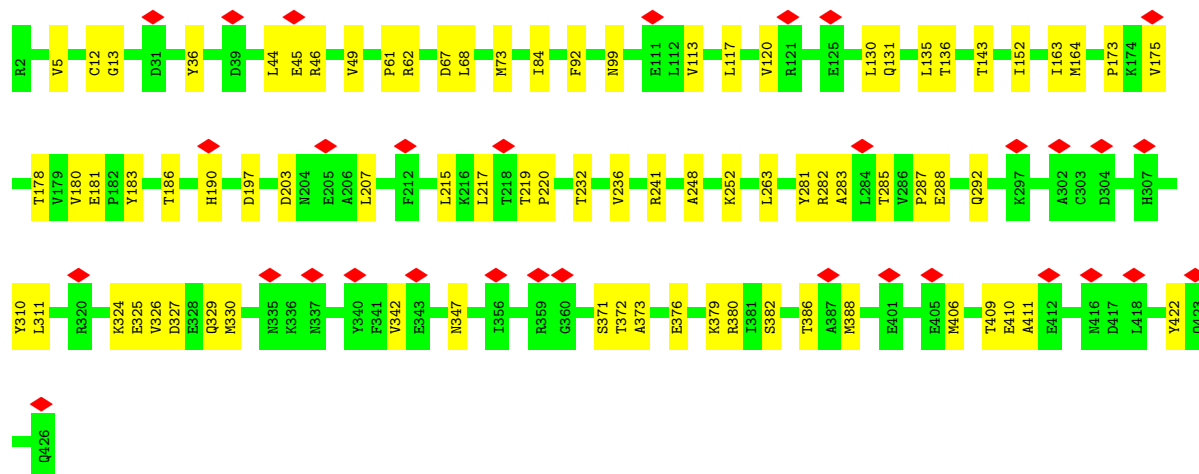 R2 V5 C12 G13 D31 Y36 D39 L44 E45 R46 V49 P61 R62 D67 L68 M73 I84 F92 N99 E111 L112 V113 L117 V120 R121 E125 L130 Q131 L135 T136 T143 I152 I163 M164 P173 K174 V175
T178 V179 V180 E181 P182 Y183 T186 H190 D197 D203 N204 E205 A206 L207 F212 L215 K216 L217 T218 T219 P220 T232 V236 R241 A248 K252 L263 Y281 R282 A283 L284 T285 V286 P287 E288 Q292 K297 A302 C303 D304 H307
Y310 L311 R320 K324 E325 V326 D327 E328 Q329 M330 N335 K336 N337 Y340 F341 V342 E343 N347 I356 R359 G360 S371 T372 A373 E376 K379 R380 I381 S382 T386 A387 M388 E401 E405 M406 T409 E410 A411 E412 N416 D417 L418 Y422
Q426